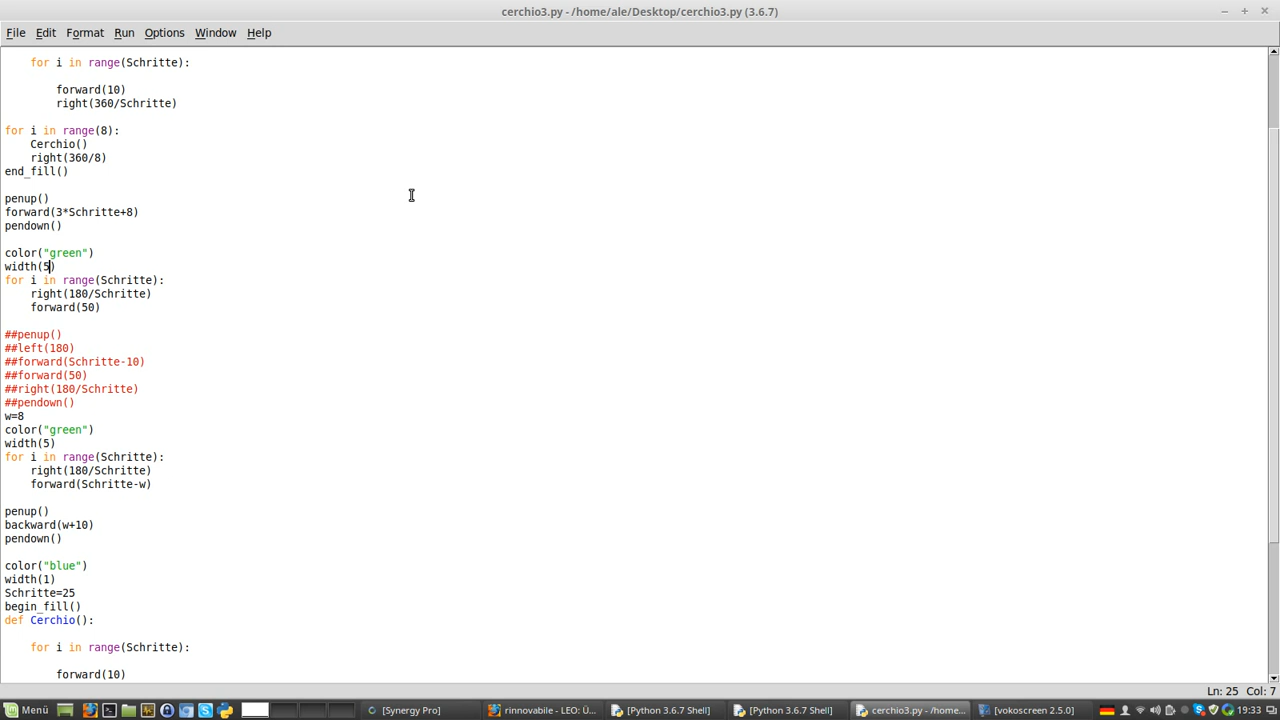 cerchio3.py - /home/ale/Desktop/cerchio3.py (3.6.7)
File Edit Format Run Options Window Help
for i in range(Schritte):
forward(10)
right(360/Schritte)
for i in range(8):
Cerchio()
right(360/8)
end_fill()
penup()
forward(3*Schritte+8)
pendown()
color("green")
width(5)
for i in range(Schritte):
right(180/Schritte)
forward(50)
##penup()
##left(180)
##forward(Schritte-10)
##forward(50)
##right(180/Schritte)
##pendown()
w=8
color("green")
width(5)
for i in range(Schritte):
right(180/Schritte)
forward(Schritte-w)
penup()
backward(w+10)
pendown()
color("blue")
width(1)
Schritte=25
begin_fill()
def Cerchio():
for i in range(Schritte):
forward(10)
Ln: 25 Col: 7
Menü [Synergy Pro] rinnovabile - LEO: Ü... [Python 3.6.7 Shell] [Python 3.6.7 Shell] cerchio3.py - /home... [vokoscreen 2.5.0] 19:33